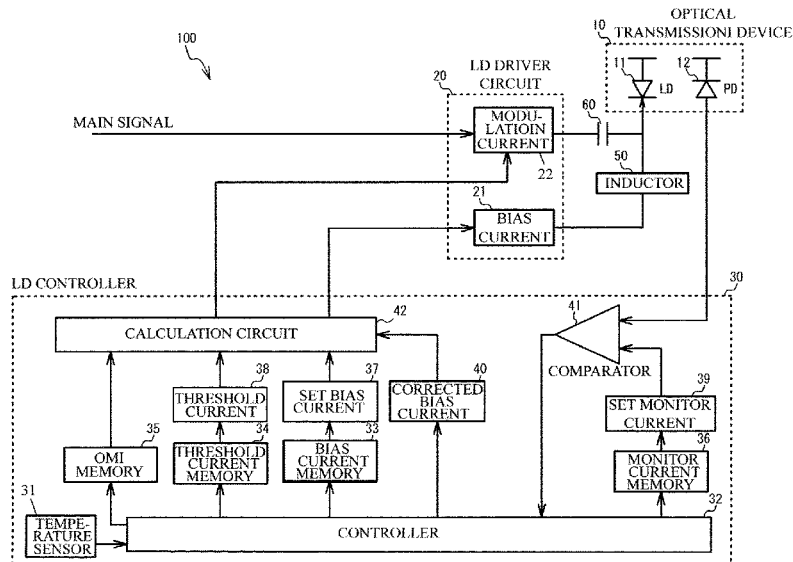 OPTICAL
TRANSMISSIONI DEVICE
10
11
LD
12
PD
100
LD DRIVER
CIRCUIT
20
60
MAIN SIGNAL
MODU-
LATIOIN
CURRENT
22
50
INDUCTOR
21
BIAS
CURRENT
LD CONTROLLER
30
42
CALCULATION CIRCUIT
41
COMPARATOR
38
THRESHOLD
CURRENT
37
SET BIAS
CURRENT
40
CORRECTED
BIAS
CURRENT
39
SET MONITOR
CURRENT
35
OMI
MEMORY
34
THRESHOLD
CURRENT
MEMORY
33
BIAS
CURRENT
MEMORY
36
MONITOR
CURRENT
MEMORY
31
TEMPE-
RATURE
SENSOR
32
CONTROLLER